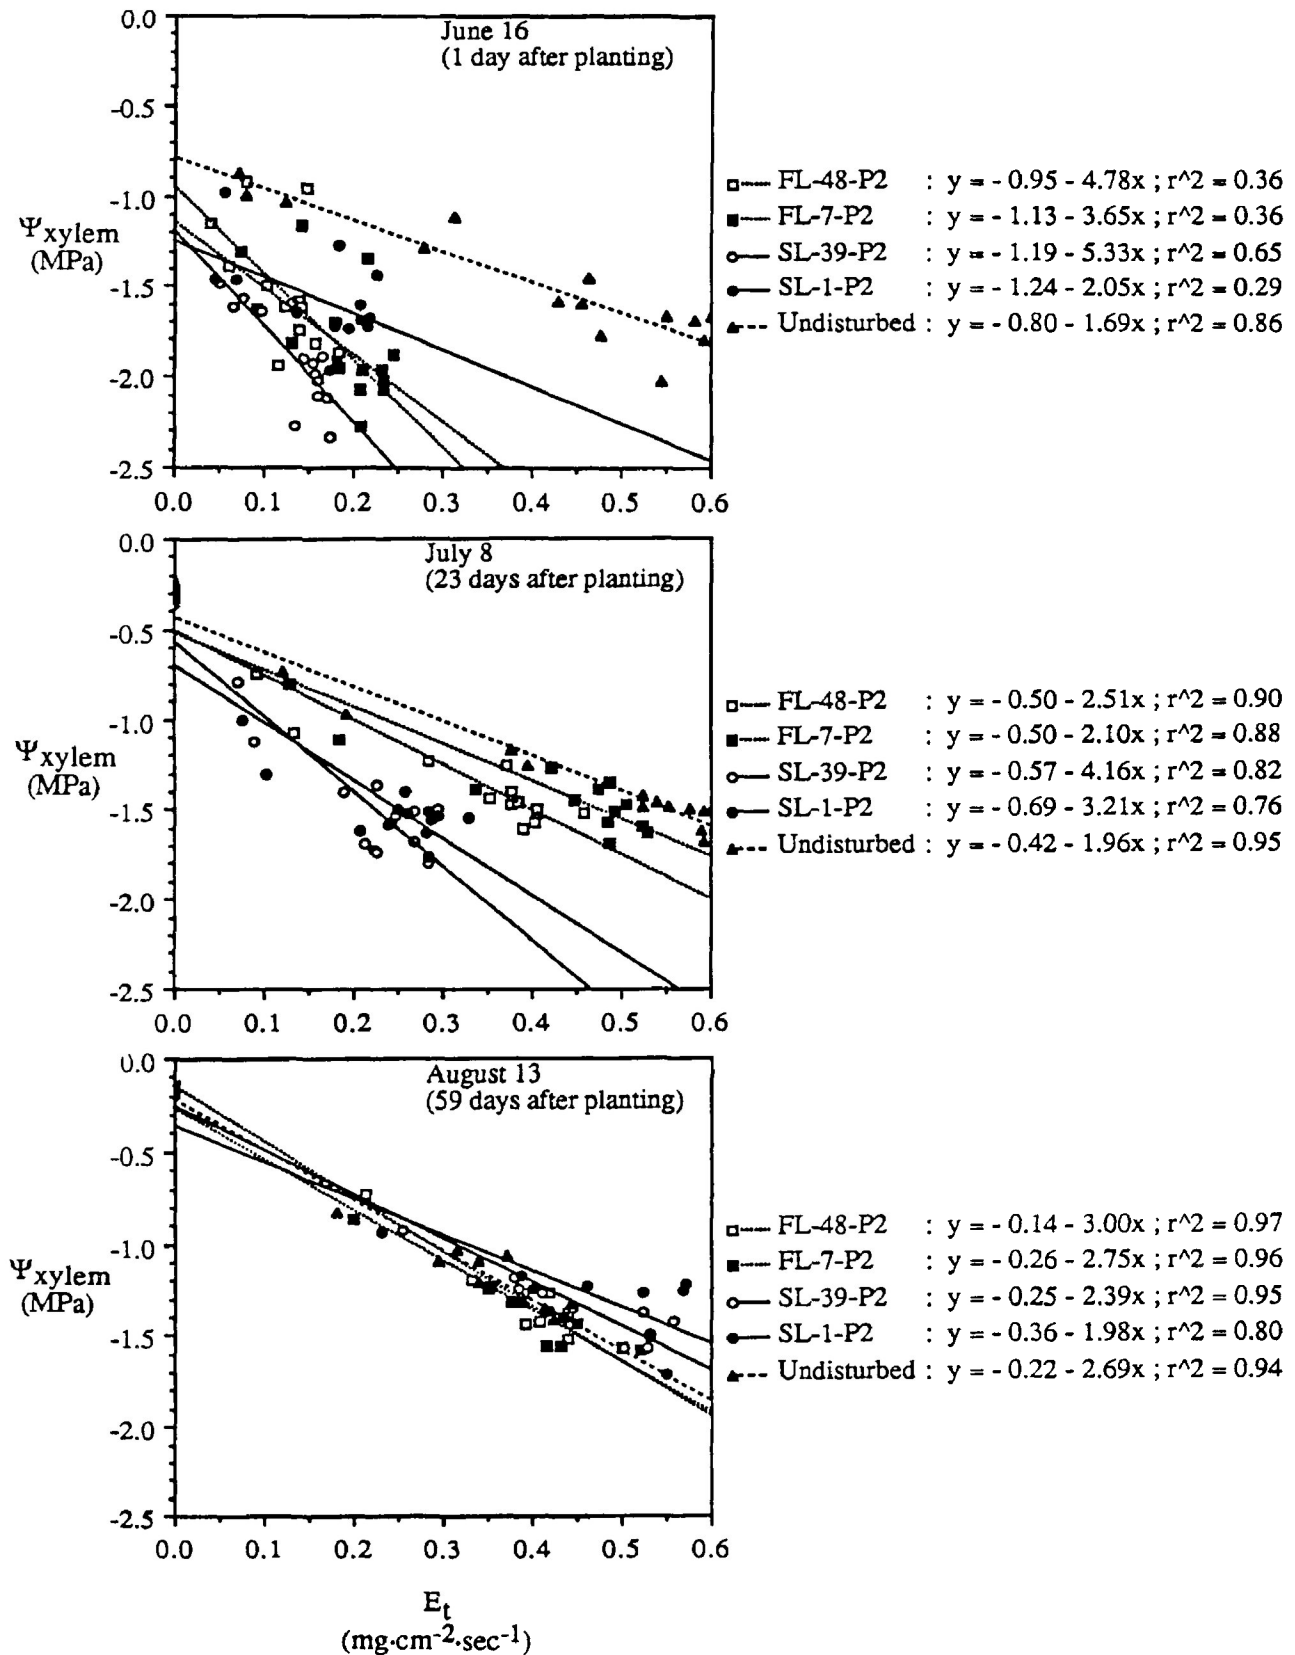 0.0
-0.5
-1.0
-1.5
-2.0
-2.5
Ψxylem
(MPa)
June 16
(1 day after planting)
0.0 0.1 0.2 0.3 0.4 0.5 0.6
FL-48-P2 : y = - 0.95 - 4.78x ; r^2 = 0.36
FL-7-P2 : y = - 1.13 - 3.65x ; r^2 = 0.36
SL-39-P2 : y = - 1.19 - 5.33x ; r^2 = 0.65
SL-1-P2 : y = - 1.24 - 2.05x ; r^2 = 0.29
Undisturbed : y = - 0.80 - 1.69x ; r^2 = 0.86
0.0
-0.5
-1.0
-1.5
-2.0
-2.5
Ψxylem
(MPa)
July 8
(23 days after planting)
0.0 0.1 0.2 0.3 0.4 0.5 0.6
FL-48-P2 : y = - 0.50 - 2.51x ; r^2 = 0.90
FL-7-P2 : y = - 0.50 - 2.10x ; r^2 = 0.88
SL-39-P2 : y = - 0.57 - 4.16x ; r^2 = 0.82
SL-1-P2 : y = - 0.69 - 3.21x ; r^2 = 0.76
Undisturbed : y = - 0.42 - 1.96x ; r^2 = 0.95
0.0
-0.5
-1.0
-1.5
-2.0
-2.5
Ψxylem
(MPa)
August 13
(59 days after planting)
0.0 0.1 0.2 0.3 0.4 0.5 0.6
FL-48-P2 : y = - 0.14 - 3.00x ; r^2 = 0.97
FL-7-P2 : y = - 0.26 - 2.75x ; r^2 = 0.96
SL-39-P2 : y = - 0.25 - 2.39x ; r^2 = 0.95
SL-1-P2 : y = - 0.36 - 1.98x ; r^2 = 0.80
Undisturbed : y = - 0.22 - 2.69x ; r^2 = 0.94
Et
(mg·cm-2·sec-1)